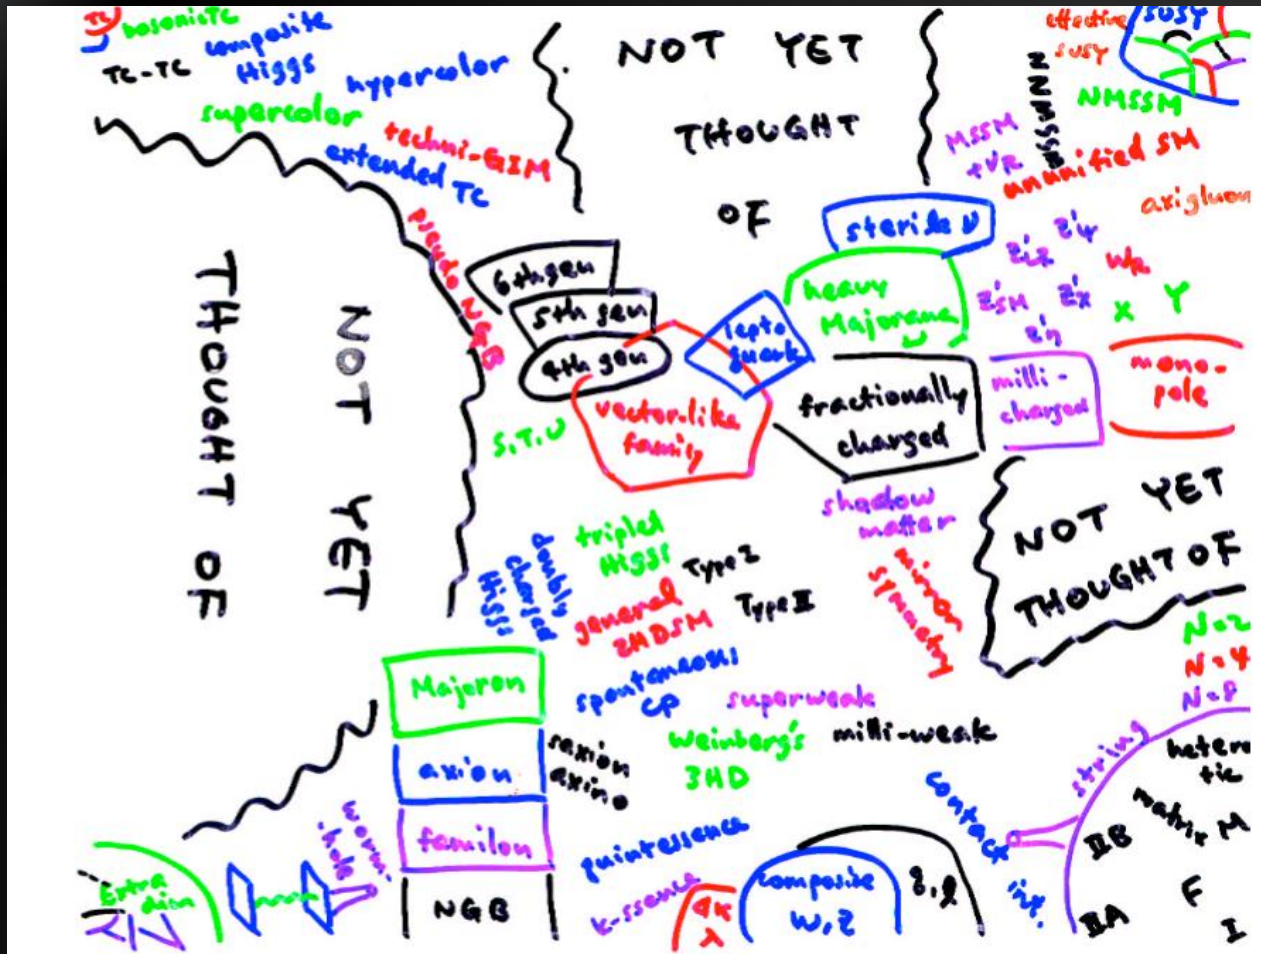 TC
bosonicTC
TC-TC
composite
Higgs
hypercolor
supercolor
techni-GIM
extended TC
pseudo NGB
NOT YET
THOUGHT
OF
effective
SUSY
SUSY
NMSSM
NNMSSM
MSSM
+νR
ununified SM
axigluon
sterile ν
heavy
Majorana
ν
6th gen
5th gen
4th gen
lepto
quark
vector-like
family
fractionally
charged
milli-
charged
mono-
pole
Z'LR
Z'ψ
Z'SM
Z'χ
Z'η
WR
X Y
S,T,U
NOT YET
THOUGHT OF
shadow
matter
mirror
symmetry
NOT YET
THOUGHT OF
doubly
charged
Higgs
triplet
Higgs
Type I
Type II
general
2HDSM
spontaneous
CP
superweak
Weinberg's
3HD
milli-weak
Majoron
axion
saxion
axino
familon
NGB
worm-
hole
Extra
dim
quintessence
k-ssence
composite
W,Z
q,l
contact
int.
string
N=2
N=4
N=8
hetero
tic
matrix M
IIB
IIA
F
I